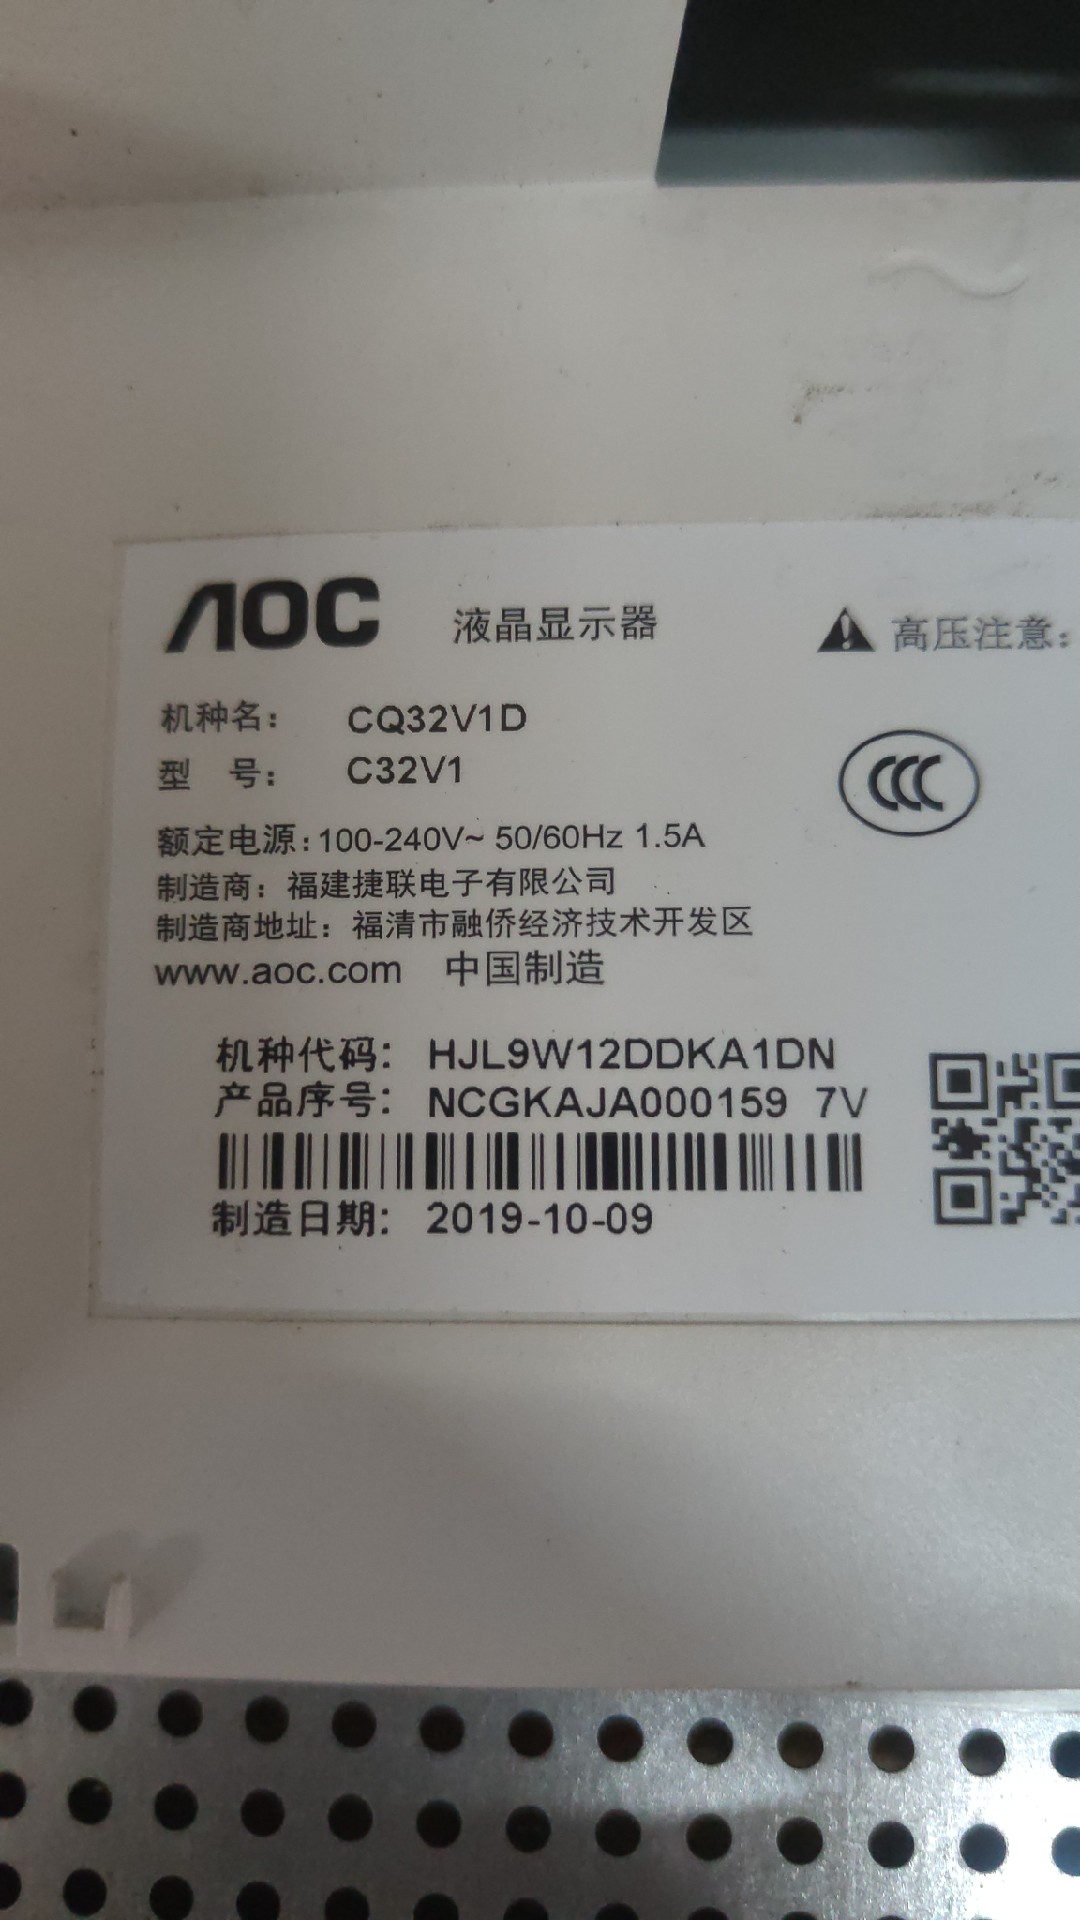 AOC 液晶显示器 高压注意:
机种名: CQ32V1D
型 号: C32V1
CCC
额定电源: 100-240V~ 50/60Hz 1.5A
制造商: 福建捷联电子有限公司
制造商地址: 福清市融侨经济技术开发区
www.aoc.com 中国制造
机种代码: HJL9W12DDKA1DN
产品序号: NCGKAJA000159 7V
制造日期: 2019-10-09